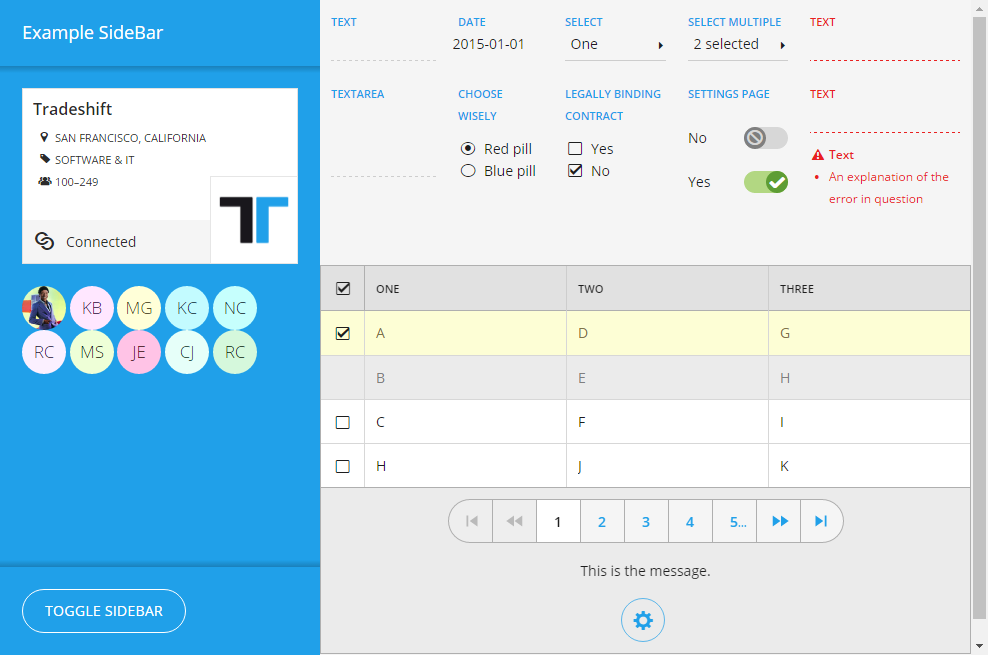 Example SideBar
Tradeshift
SAN FRANCISCO, CALIFORNIA
SOFTWARE & IT
100–249
Connected
KB MG KC NC
RC MS JE CJ RC
TOGGLE SIDEBAR
TEXT DATE SELECT SELECT MULTIPLE TEXT
2015-01-01 One 2 selected
TEXTAREA CHOOSE LEGALLY BINDING SETTINGS PAGE TEXT
WISELY CONTRACT
No
Red pill Yes
Text
Blue pill No
An explanation of the
Yes
error in question
ONE TWO THREE
A D G
B E H
C F I
H J K
1 2 3 4 5...
This is the message.